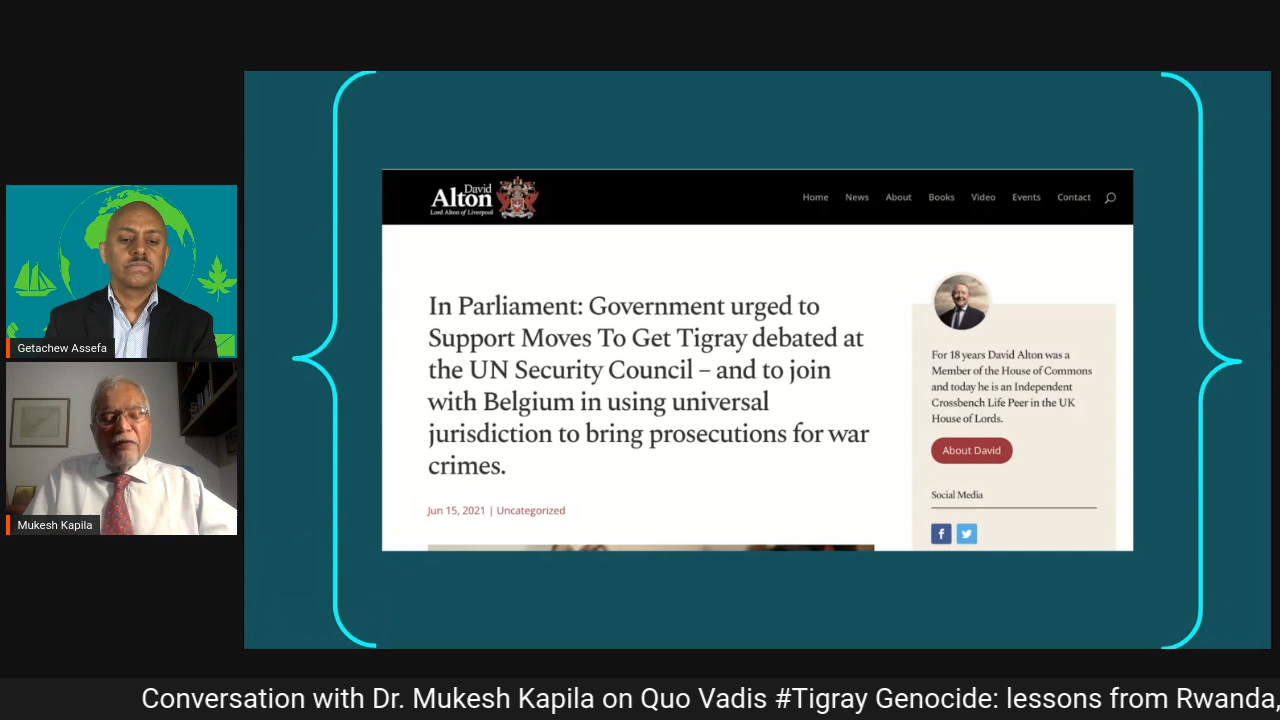 David
Alton
Lord Alton of Liverpool
Home News About Books Video Events Contact
In Parliament: Government urged to
Support Moves To Get Tigray debated at
the UN Security Council – and to join
with Belgium in using universal
jurisdiction to bring prosecutions for war
crimes.
Jun 15, 2021 | Uncategorized
For 18 years David Alton was a
Member of the House of Commons
and today he is an Independent
Crossbench Life Peer in the UK
House of Lords.
About David
Social Media
Getachew Assefa
Mukesh Kapila
Conversation with Dr. Mukesh Kapila on Quo Vadis #Tigray Genocide: lessons from Rwanda,